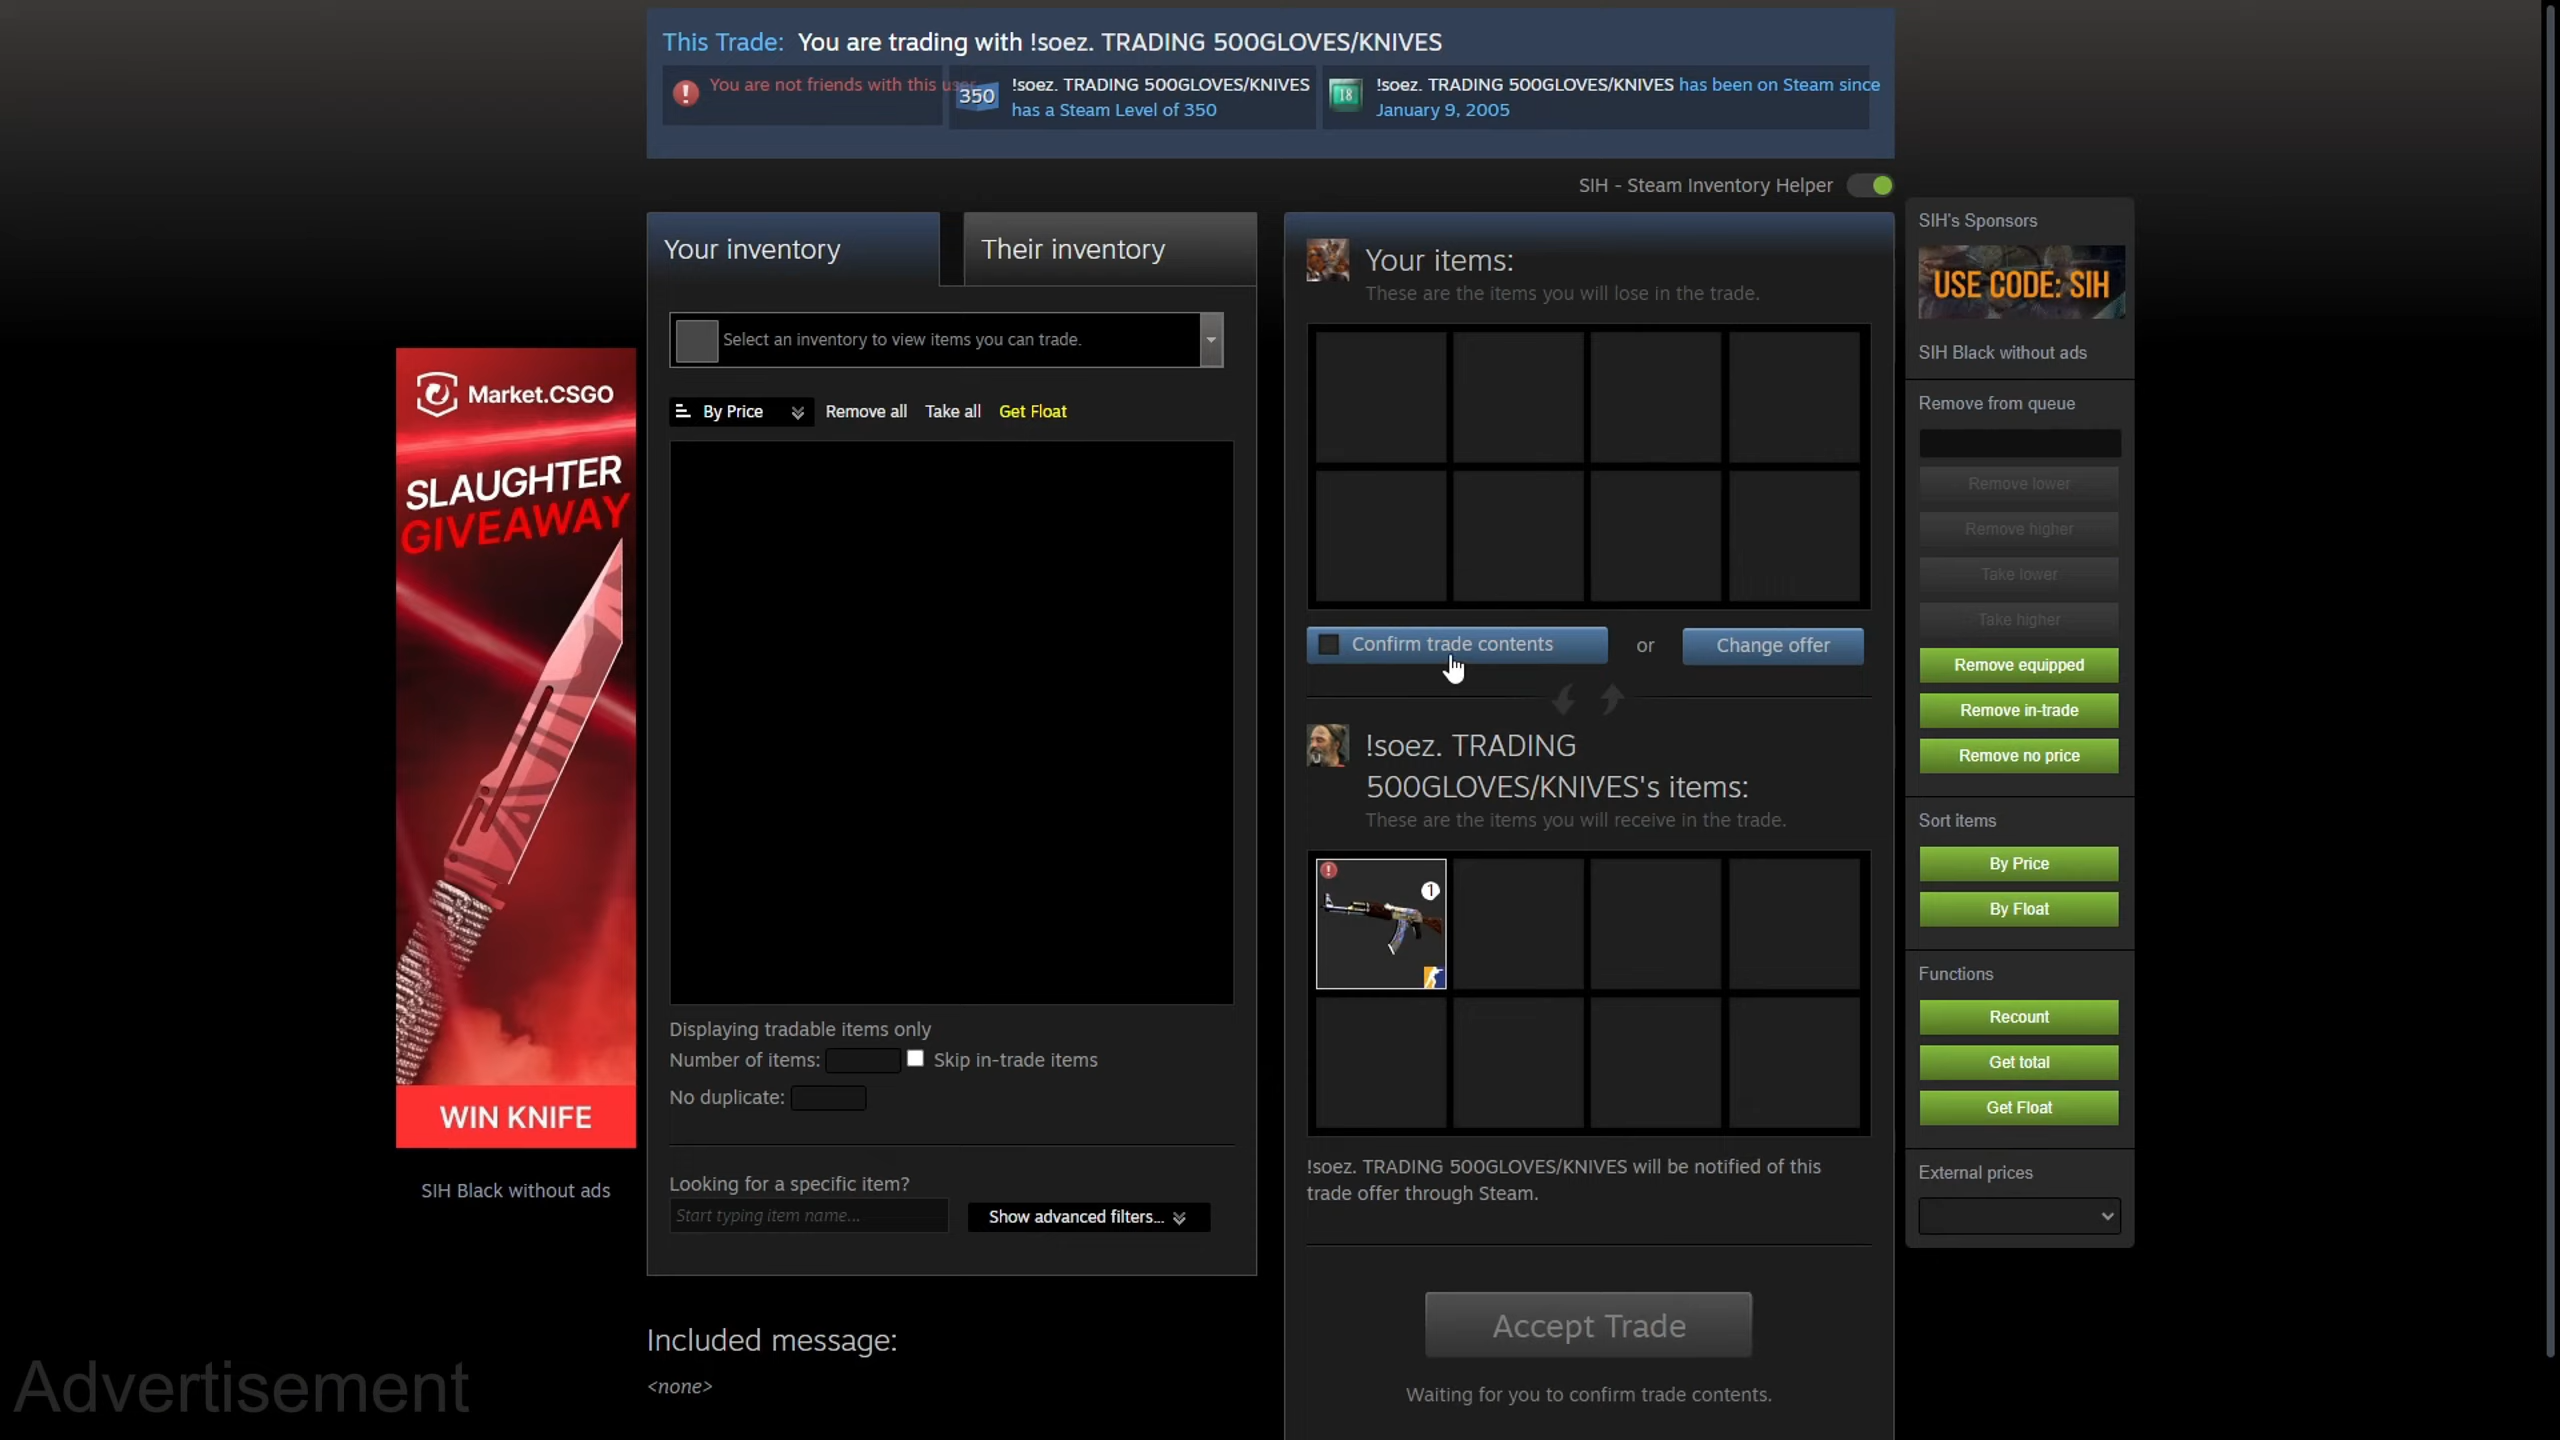 This Trade: You are trading with !soez. TRADING 500GLOVES/KNIVES
You are not friends with this user
350
!soez. TRADING 500GLOVES/KNIVES
has a Steam Level of 350
18
!soez. TRADING 500GLOVES/KNIVES has been on Steam since
January 9, 2005
SIH - Steam Inventory Helper
Your inventory
Their inventory
Select an inventory to view items you can trade.
By Price
Remove all
Take all
Get Float
Displaying tradable items only
Number of items:
Skip in-trade items
No duplicate:
Looking for a specific item?
Start typing item name...
Show advanced filters...
Included message:
<none>
Market.CSGO
SLAUGHTER
GIVEAWAY
WIN KNIFE
SIH Black without ads
Advertisement
Your items:
These are the items you will lose in the trade.
Confirm trade contents
or
Change offer
!soez. TRADING
500GLOVES/KNIVES's items:
These are the items you will receive in the trade.
1
!soez. TRADING 500GLOVES/KNIVES will be notified of this
trade offer through Steam.
Accept Trade
Waiting for you to confirm trade contents.
SIH's Sponsors
USE CODE: SIH
SIH Black without ads
Remove from queue
Remove lower
Remove higher
Take lower
Take higher
Remove equipped
Remove in-trade
Remove no price
Sort items
By Price
By Float
Functions
Recount
Get total
Get Float
External prices